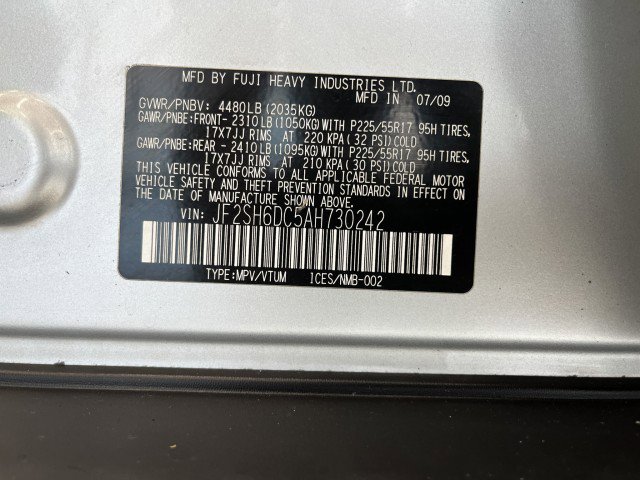 MFD BY FUJI HEAVY INDUSTRIES LTD.
MFD IN 07/09
GVWR/PNBV: 4480LB(2035KG)
GAWR/PNBE:FRONT- 2310LB(1050KG)WITH P225/55R17 95H TIRES,
17X7JJ RIMS AT 220 KPA(32 PSI)COLD
GAWR/PNBE:REAR - 2410LB(1095KG)WITH P225/55R17 95H TIRES,
17X7JJ RIMS AT 210 KPA(30 PSI)COLD
THIS VEHICLE CONFORMS TO ALL APPLICABLE FEDERAL MOTOR
VEHICLE SAFETY AND THEFT PREVENTION STANDARDS IN EFFECT ON
THE DATE OF MANUFACTURE SHOWN ABOVE.
VIN: JF2SH6DC5AH730242
TYPE:MPV/VTUM ICES/NMB-002